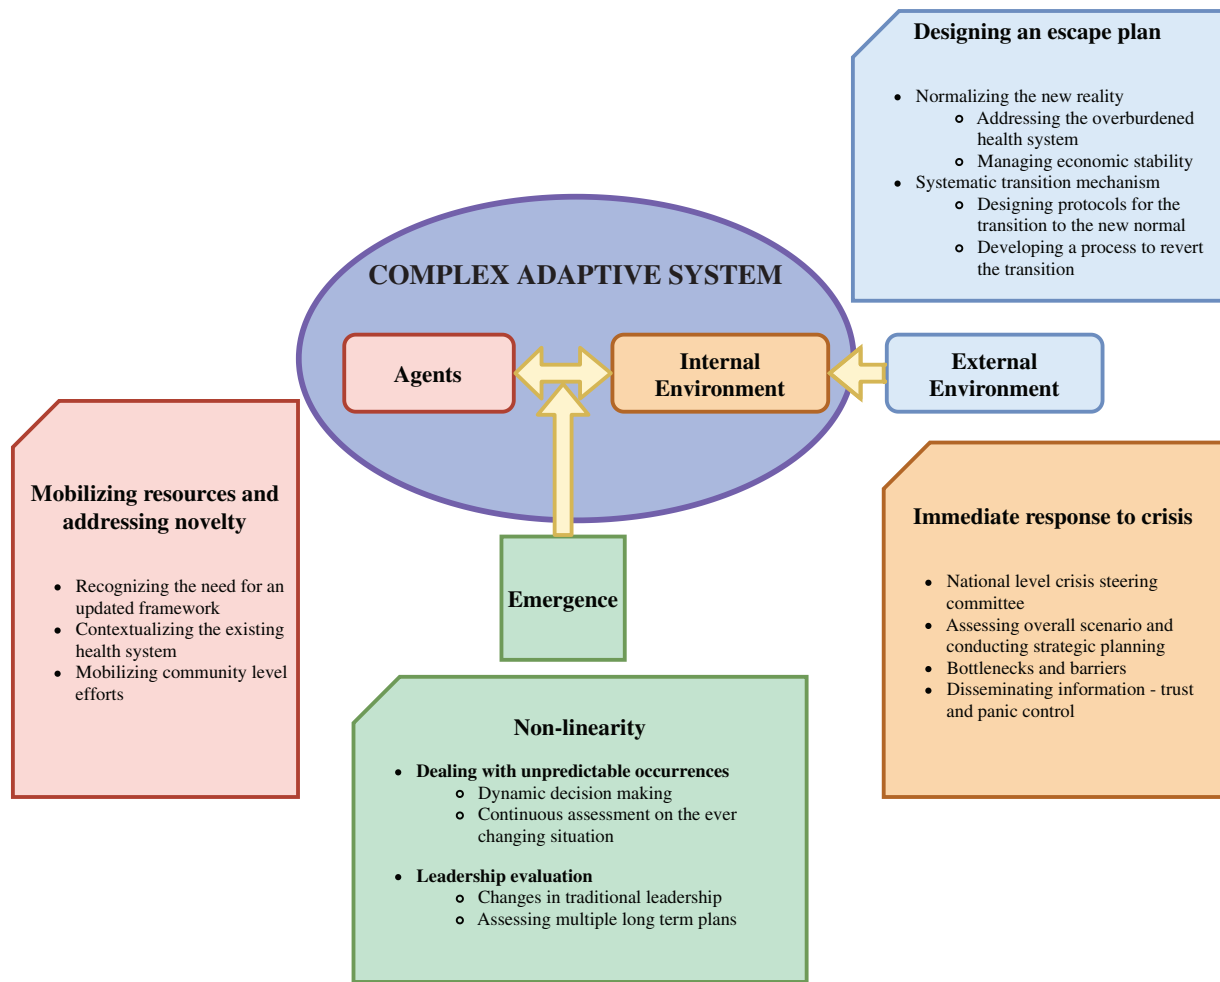 Designing an escape plan
• Normalizing the new reality
o Addressing the overburdened
health system
o Managing economic stability
• Systematic transition mechanism
o Designing protocols for the
transition to the new normal
o Developing a process to revert
the transition
COMPLEX ADAPTIVE SYSTEM
Agents
Internal
Environment
External
Environment
Mobilizing resources and
addressing novelty
• Recognizing the need for an
updated framework
• Contextualizing the existing
health system
• Mobilizing community level
efforts
Immediate response to crisis
• National level crisis steering
committee
• Assessing overall scenario and
conducting strategic planning
• Bottlenecks and barriers
• Disseminating information - trust
and panic control
Emergence
Non-linearity
• Dealing with unpredictable occurrences
o Dynamic decision making
o Continuous assessment on the ever
changing situation
• Leadership evaluation
o Changes in traditional leadership
o Assessing multiple long term plans